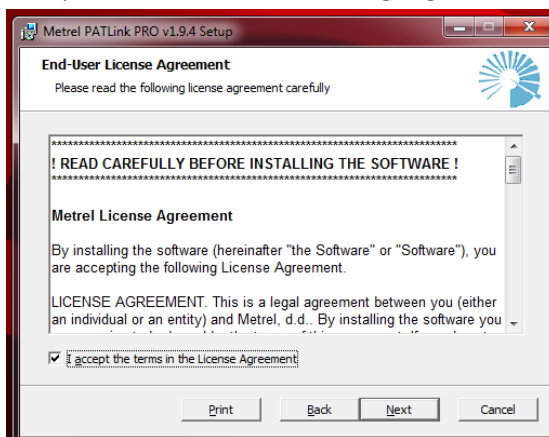 Metrel PATLink PRO v1.9.4 Setup
End-User License Agreement
Please read the following license agreement carefully
****************************************************************************
! READ CAREFULLY BEFORE INSTALLING THE SOFTWARE !
****************************************************************************
Metrel License Agreement
By installing the software (hereinafter "the Software" or "Software"), you
are accepting the following License Agreement.
LICENSE AGREEMENT. This is a legal agreement between you (either
an individual or an entity) and Metrel, d.d.. By installing the software you
I accept the terms in the License Agreement
Print
Back
Next
Cancel